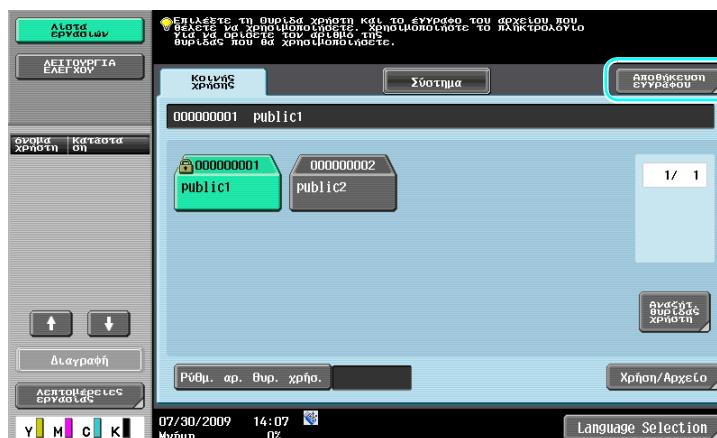 Λίστα
εργασιών
Επιλέξτε τη θυρίδα χρήστη και το έγγραφο του αρχείου που
θέλετε να χρησιμοποιήσετε. Χρησιμοποιήστε το πληκτρολόγιο
για να ορίσετε τον αριθμό της
θυρίδας που θα χρησιμοποιήσετε.
ΛΕΙΤΟΥΡΓΙΑ
ΕΛΕΓΧΟΥ
Κοινής
χρήσης
Σύστημα
Αποθήκευση
εγγράφου
000000001 public1
όνομα
χρήστη
Κατάστα
ση
000000001
public1
000000002
public2
1/ 1
Αναζήτ.
θυρίδας
χρήστη
Διαγραφή
Ρύθμ. αρ. θυρ. χρήσ.
Χρήση/Αρχείο
Λεπτομέρειες
εργασίας
Y M C K
07/30/2009 14:07
Μνήμη 0%
Language Selection